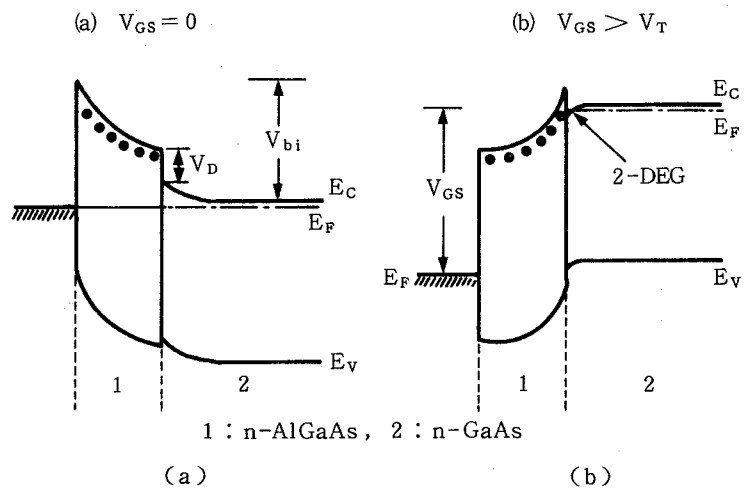 (a) V_GS = 0
(b) V_GS > V_T
V_bi
V_D
E_C
E_F
E_V
1
2
E_C
E_F
2-DEG
V_GS
E_F
E_V
1
2
1 : n-AlGaAs , 2 : n-GaAs
(a)
(b)